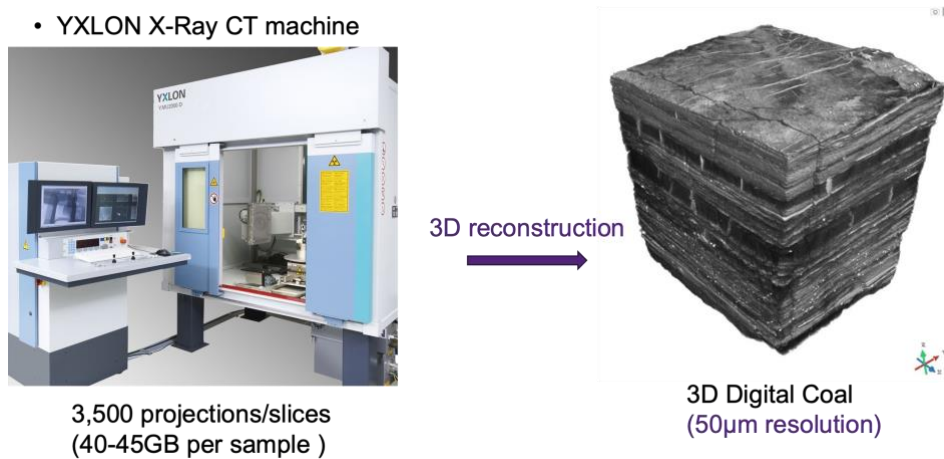 • YXLON X-Ray CT machine
YXLON
3D reconstruction
3,500 projections/slices
(40-45GB per sample )
3D Digital Coal
(50µm resolution)